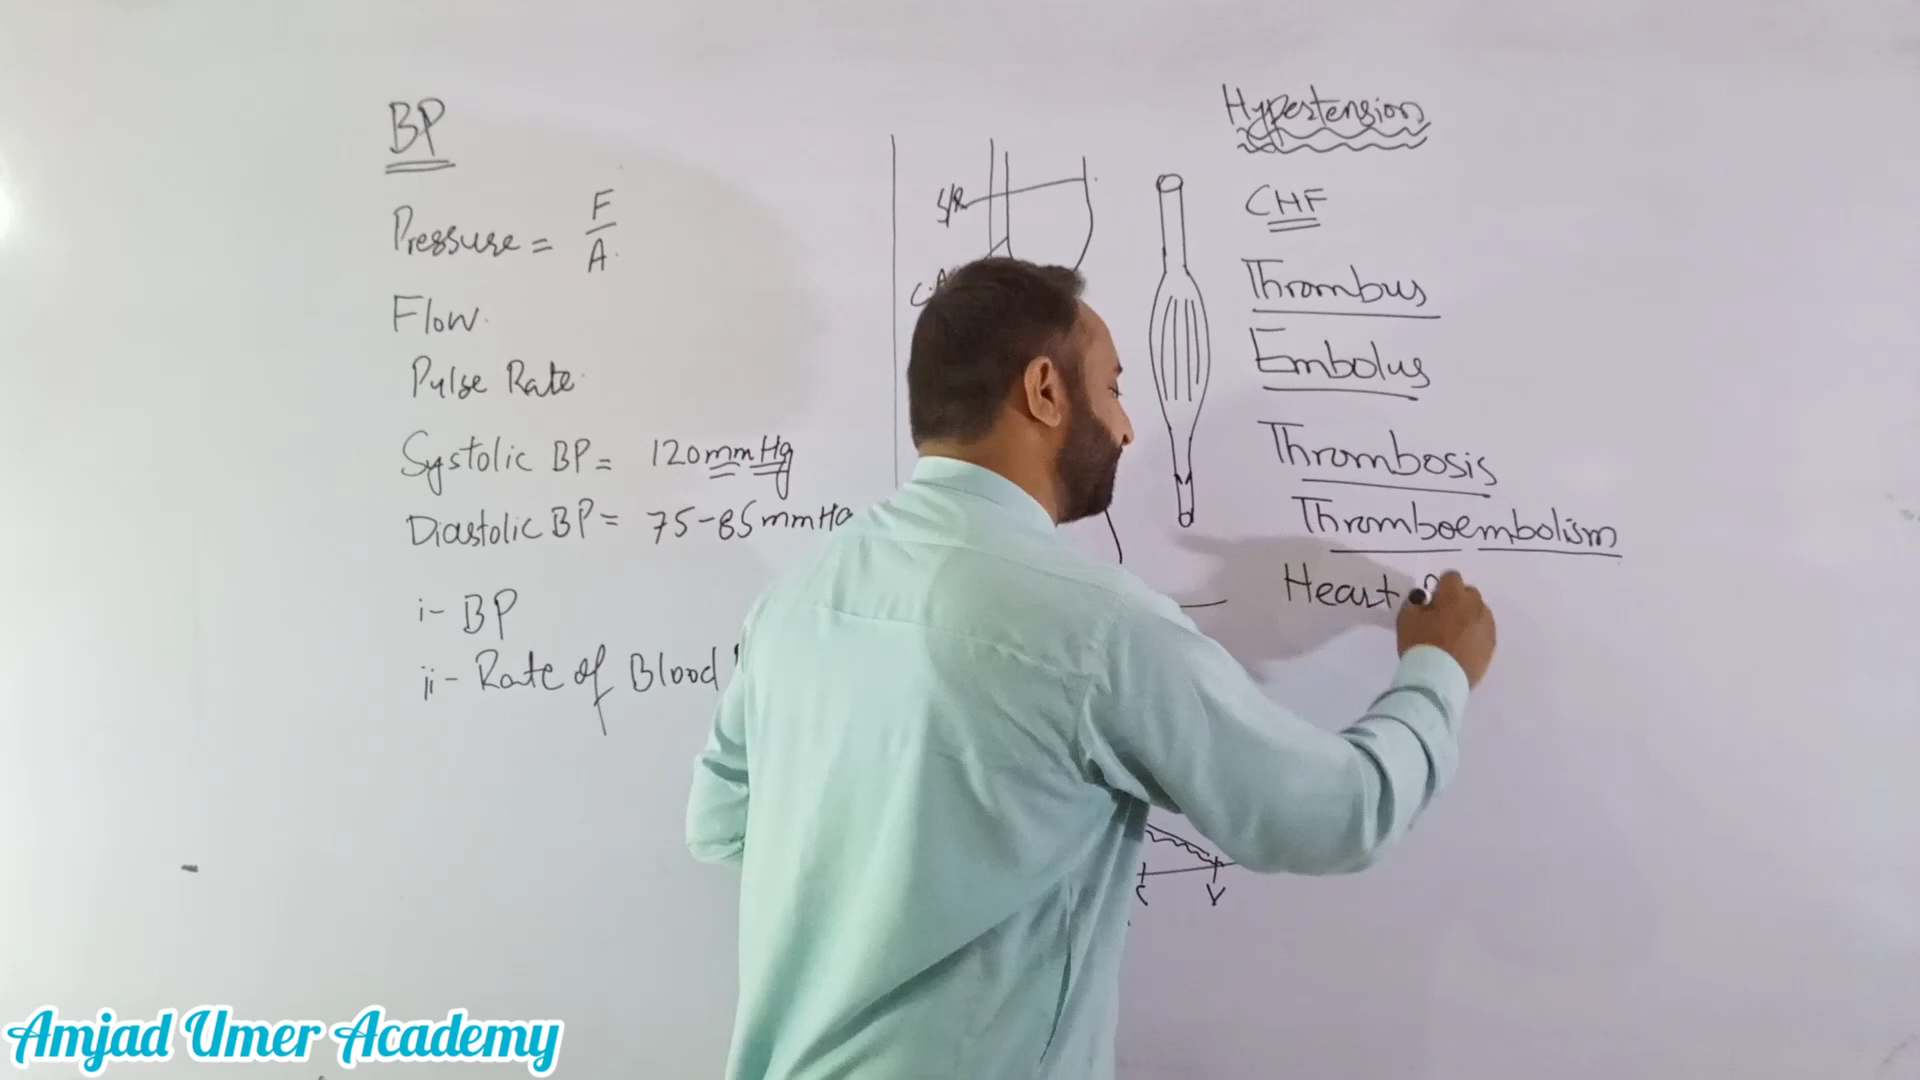 BP
Pressure = F/A.
Flow.
Pulse Rate.
Systolic BP = 120mmHg
Diastolic BP = 75-85mmHg
i- BP
ii- Rate of Blood
Hypertension
CHF
Thrombus
Embolus
Thrombosis
Thromboembolism
Heart
C V
Amjad Umer Academy